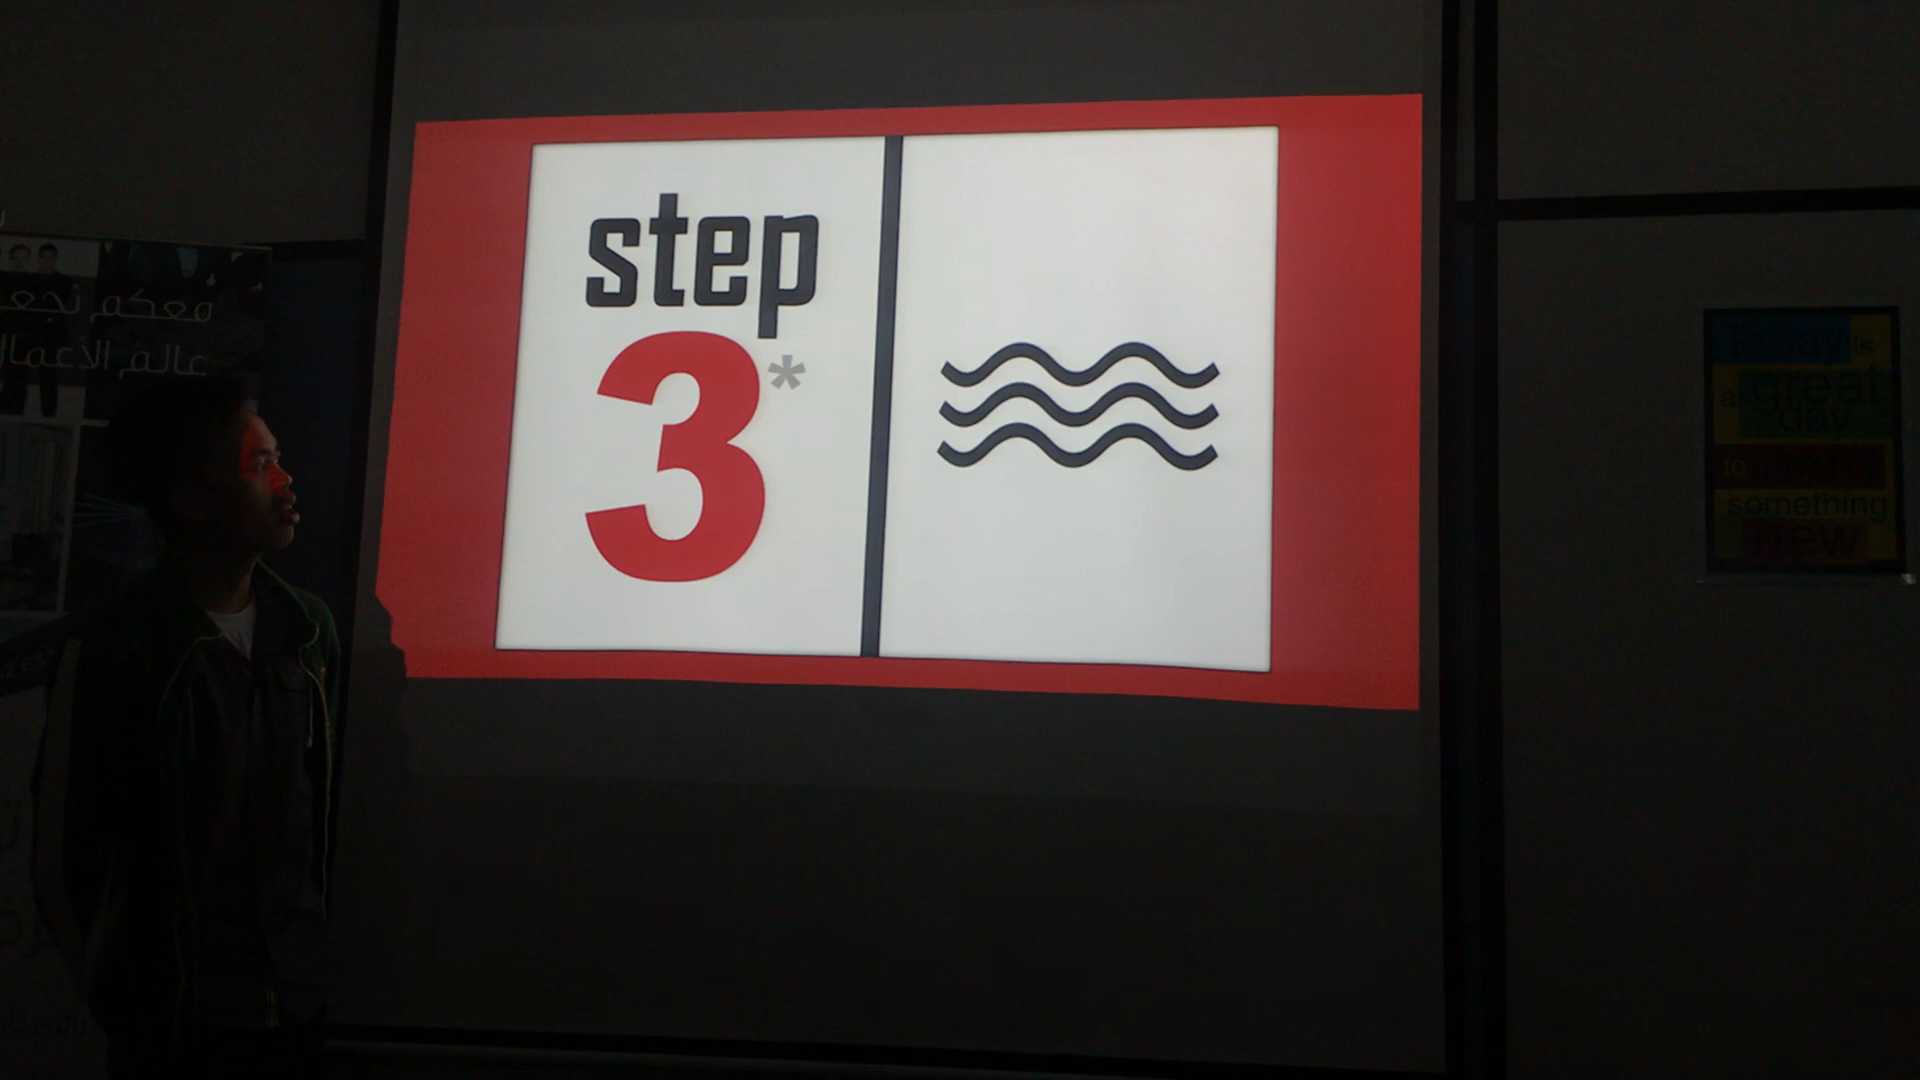 step
3*
معكم نجع
عالم الأعمال
Today is
a great
day
to
something
new